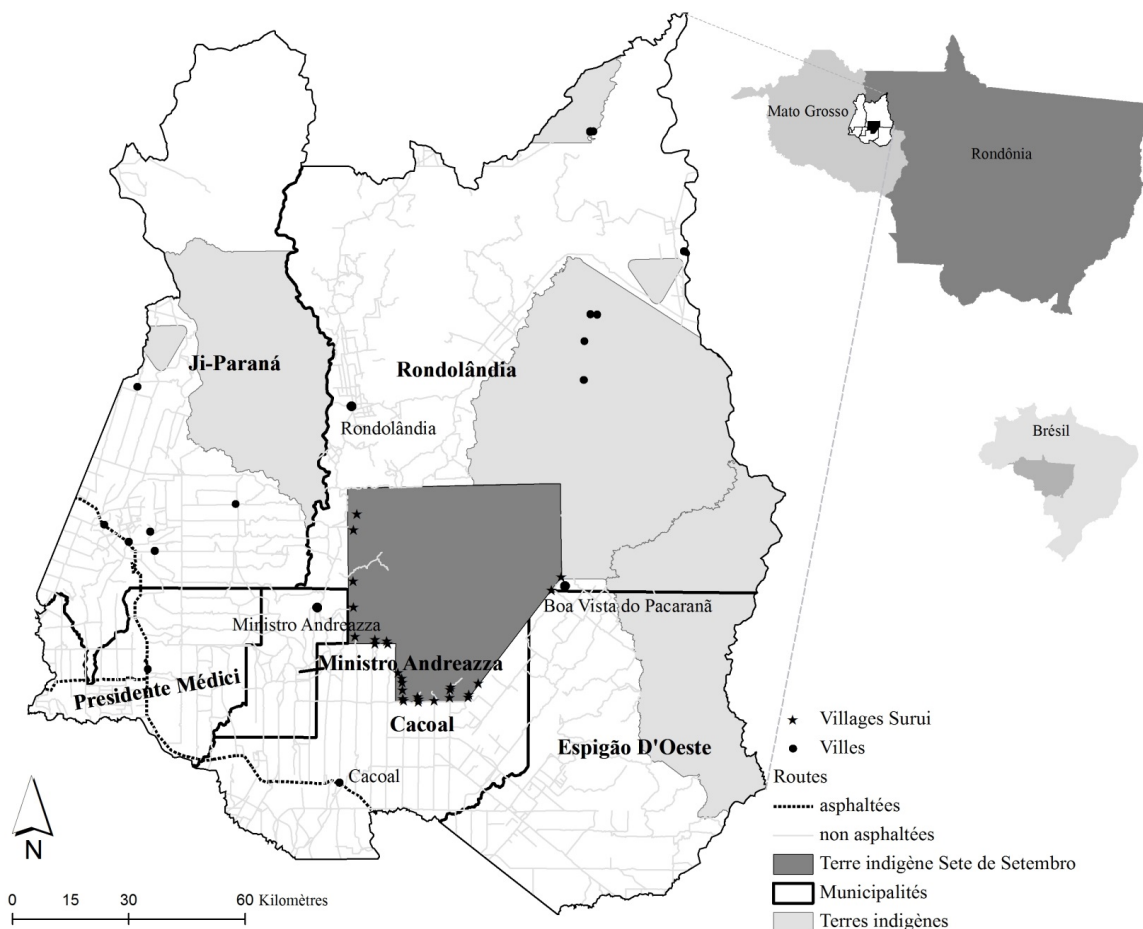 Mato Grosso
Rondônia
Brésil
Ji-Paraná
Rondolândia
Rondolândia
Boa Vista do Pacaranã
Ministro Andreazza
Ministro Andreazza
Presidente Médici
Cacoal
Espigão D'Oeste
Cacoal
Villages Surui
Villes
Routes
asphaltées
non asphaltées
Terre indigène Sete de Setembro
Municipalités
Terres indigènes
N
0 15 30 60 Kilomètres